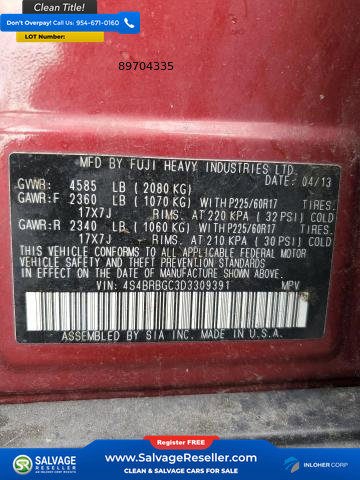 Clean Title!
Don't Overpay!
Call Us: 954-671-0160
LOT Number:
89704335
MFD BY FUJI HEAVY INDUSTRIES LTD.
DATE: 04/13
GVWR: 4585 LB (2080 KG)
GAWR:F 2360 LB (1070 KG) WITH P225/60R17 TIRES,
17X7J RIMS, AT 220 KPA (32 PSI) COLD
GAWR:R 2340 LB (1060 KG) WITH P225/60R17 TIRES,
17X7J RIMS, AT 210 KPA (30 PSI) COLD
THIS VEHICLE CONFORMS TO ALL APPLICABLE FEDERAL MOTOR
VEHICLE SAFETY STANDARDS
IN EFFECT ON THE DATE OF MANUFACTURE SHOWN ABOVE.
VIN: 4S4BRBGC3D3309391 MPV
ASSEMBLED BY SIA INC. MADE IN U.S.A.
Register FREE
SALVAGE
RESELLER
www.SalvageReseller.com
CLEAN & SALVAGE CARS FOR SALE
INLOHER CORP
www.inlohercorp.com